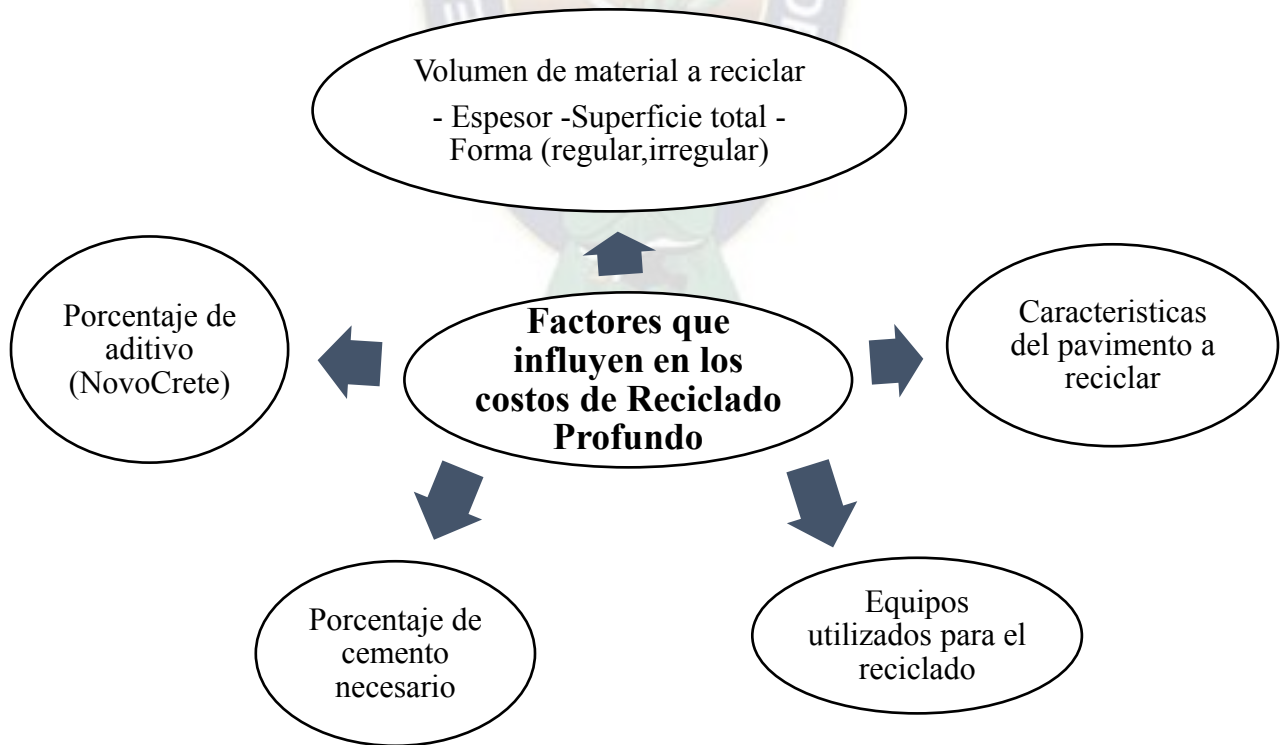 Volumen de material a reciclar
- Espesor -Superficie total -
Forma (regular,irregular)
Porcentaje de
aditivo
(NovoCrete)
Factores que
influyen en los
costos de Reciclado
Profundo
Caracteristicas
del pavimento a
reciclar
Porcentaje de
cemento
necesario
Equipos
utilizados para el
reciclado